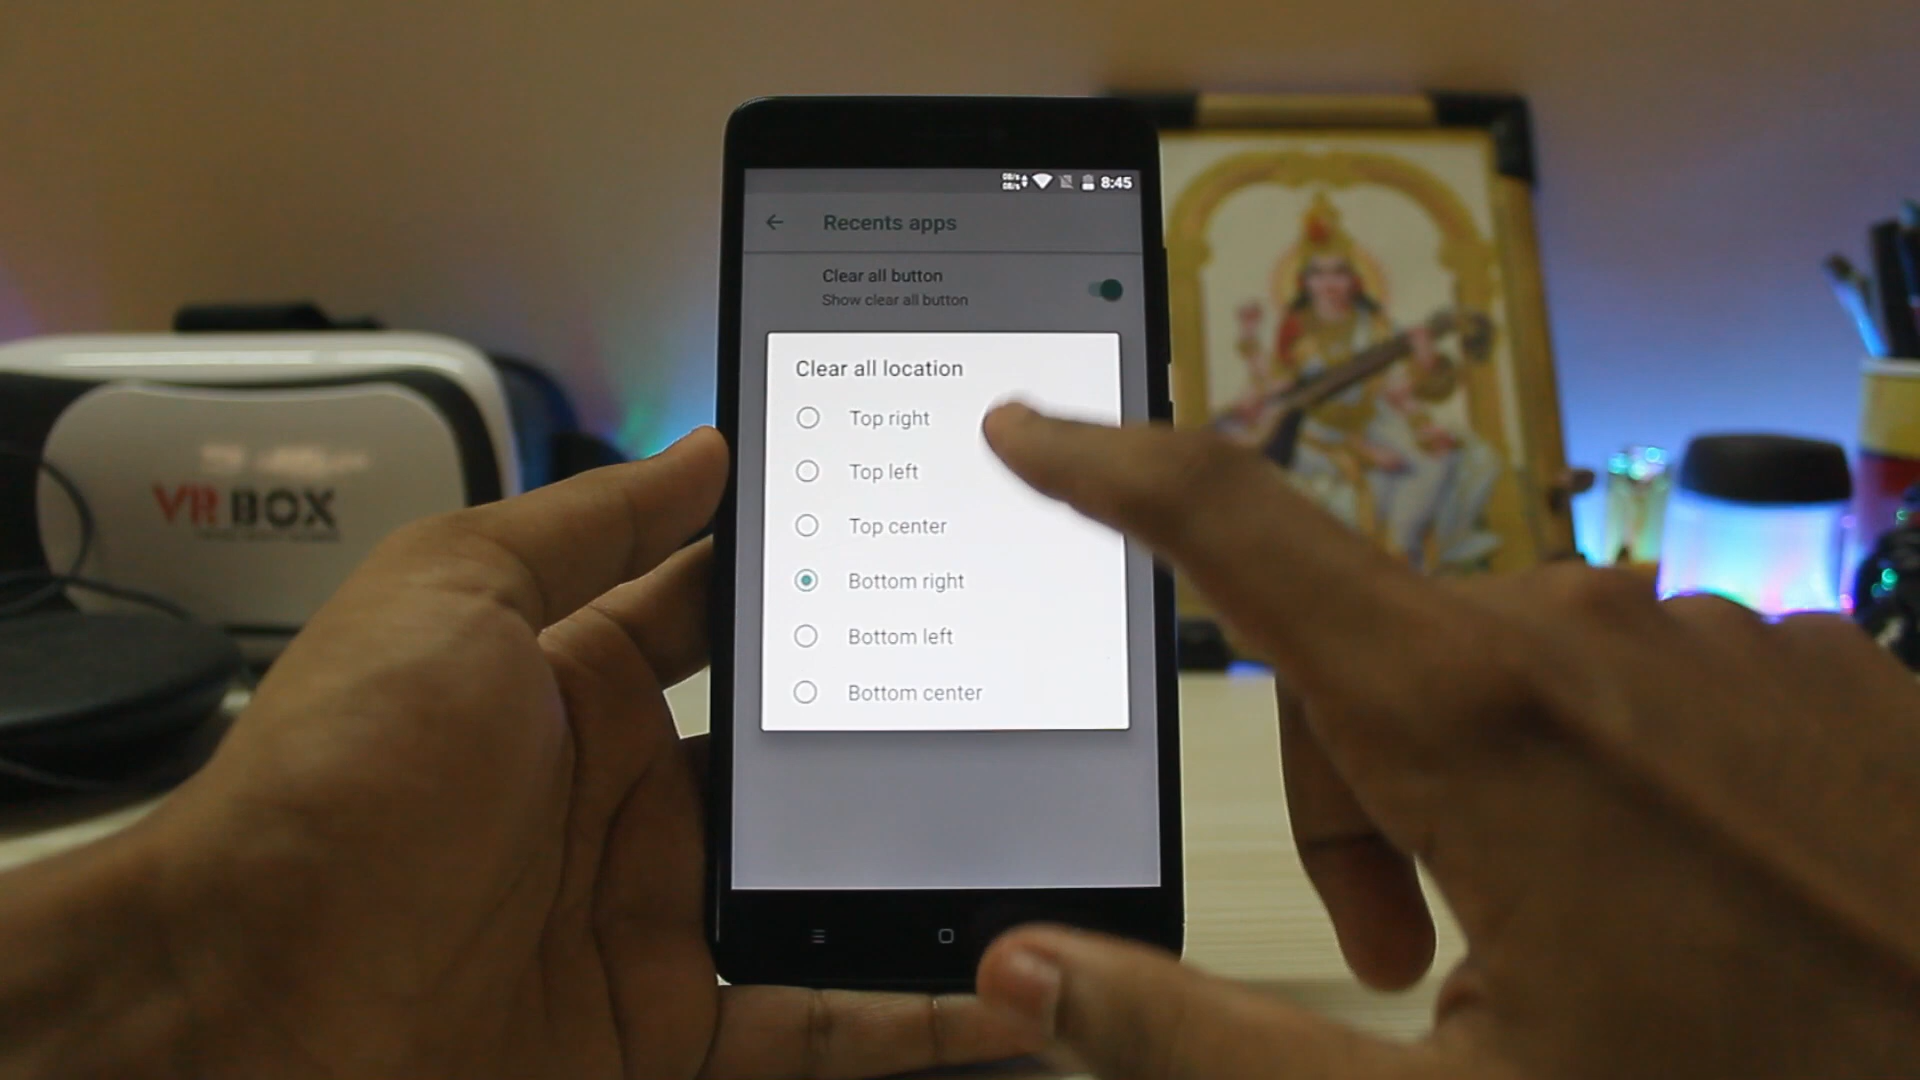 8:45
Recents apps
Clear all button
Show clear all button
Clear all location
Top right
Top left
Top center
Bottom right
Bottom left
Bottom center
VR BOX